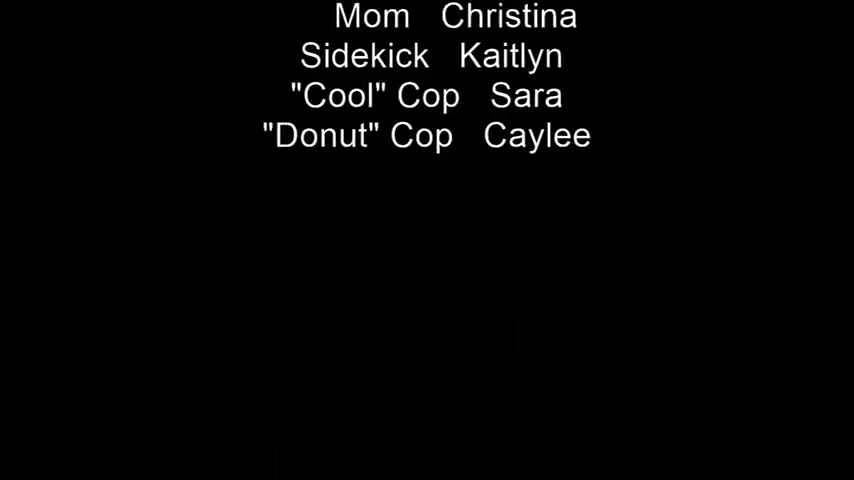 Mom Christina
Sidekick Kaitlyn
"Cool" Cop Sara
"Donut" Cop Caylee